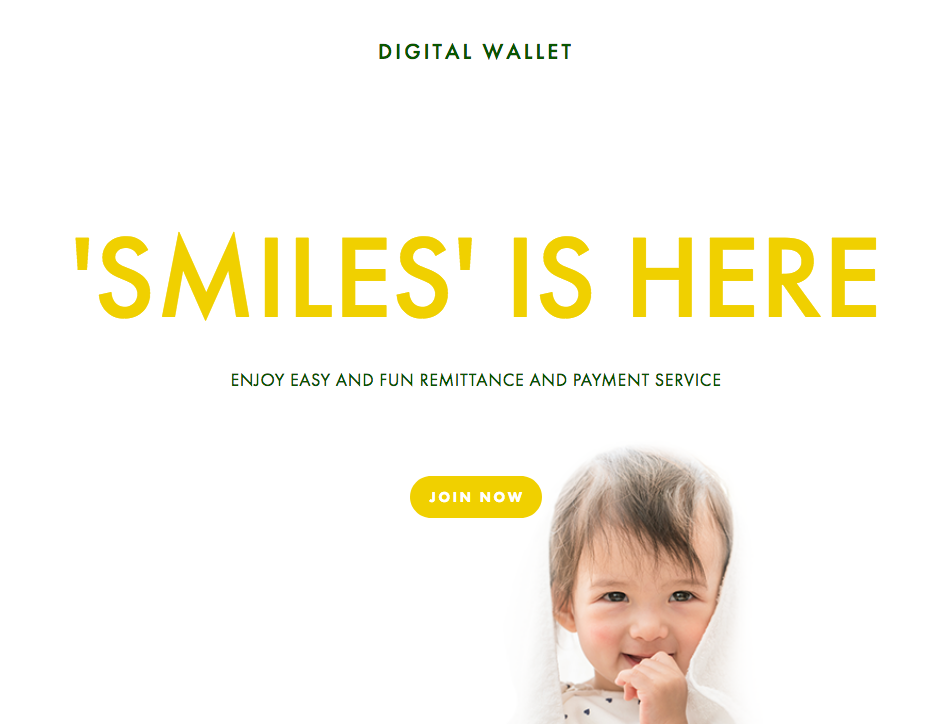 DIGITAL WALLET
'SMILES' IS HERE
ENJOY EASY AND FUN REMITTANCE AND PAYMENT SERVICE
JOIN NOW